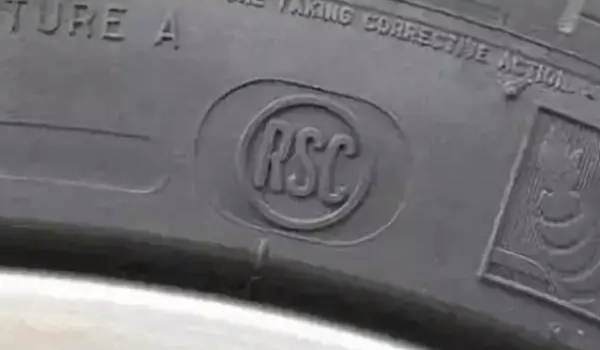 TURE A
TAKING CORRECTIVE ACTION.
RSC